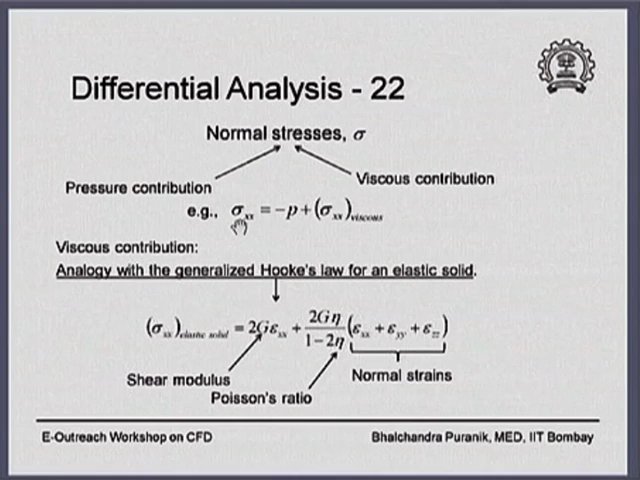 Differential Analysis - 22
Normal stresses, σ
Pressure contribution
Viscous contribution
e.g., σ_xx = -p + (σ_xx)_viscous
Viscous contribution:
Analogy with the generalized Hooke's law for an elastic solid.
(σ_xx)_elastic solid = 2Gε_xx + 2Gη/(1-2η) (ε_xx + ε_yy + ε_zz)
Shear modulus
Normal strains
Poisson's ratio
E-Outreach Workshop on CFD
Bhalchandra Puranik, MED, IIT Bombay